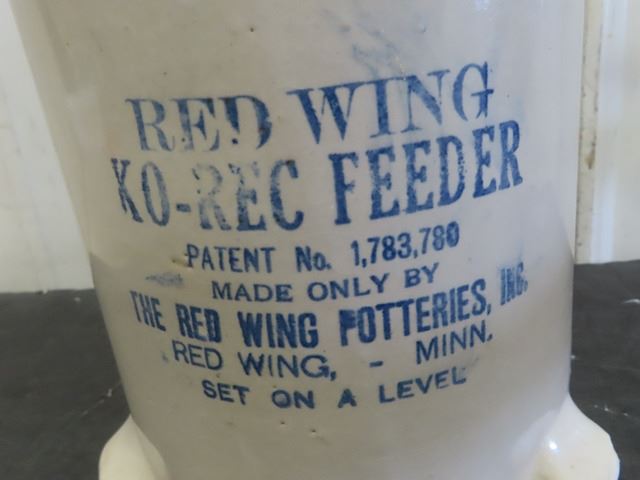 RED WING
KO-REC FEEDER
PATENT No. 1,783,780
MADE ONLY BY
THE RED WING POTTERIES, INC.
RED WING, - MINN.
SET ON A LEVEL